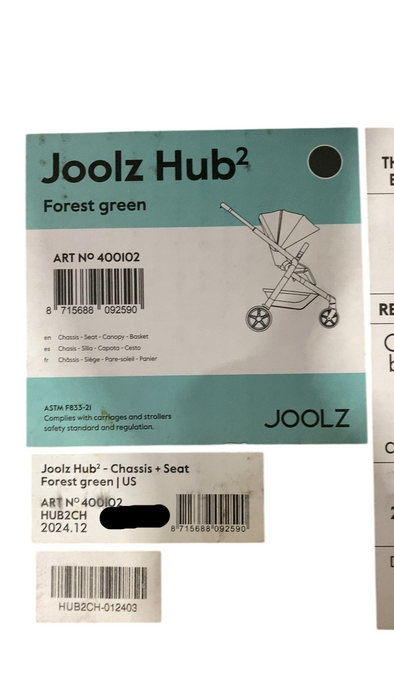 Joolz Hub²
Forest green
ART Nº 400102
8 715688 092590
en Chassis - Seat - Canopy - Basket
es Chasis - Silla - Capota - Cesto
fr Châssis - Siège - Pare-soleil - Panier
ASTM F833-21
Complies with carriages and strollers
safety standard and regulation.
JOOLZ
Joolz Hub² - Chassis + Seat
Forest green | US
ART Nº 400102
HUB2CH
2024.12
8 715688 092590
HUB2CH-012403
TH
E
RE